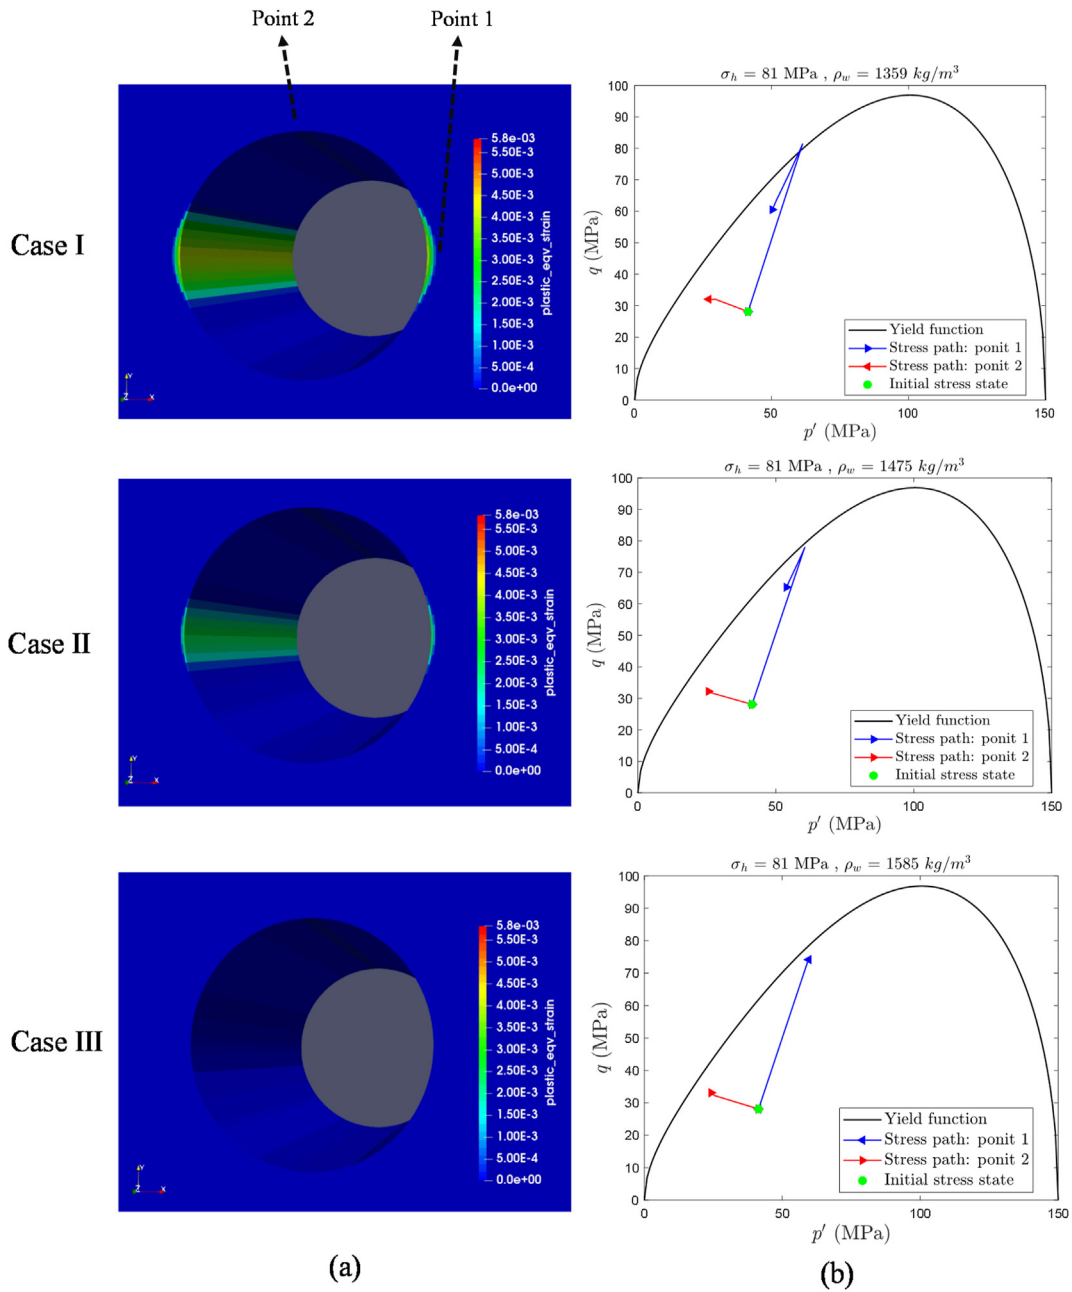 Point 2
Point 1
Case I
5.8e-03
5.50E-3
5.00E-3
4.50E-3
4.00E-3
3.50E-3
3.00E-3
2.50E-3
2.00E-3
1.50E-3
1.00E-3
5.00E-4
0.0e+00
plastic_eqv_strain
Y
Z
X
σh = 81 MPa , ρw = 1359 kg/m³
100
90
80
70
60
50
40
30
20
10
0
q (MPa)
0
50
100
150
p′ (MPa)
Yield function
Stress path: ponit 1
Stress path: ponit 2
Initial stress state
Case II
5.8e-03
5.50E-3
5.00E-3
4.50E-3
4.00E-3
3.50E-3
3.00E-3
2.50E-3
2.00E-3
1.50E-3
1.00E-3
5.00E-4
0.0e+00
plastic_eqv_strain
Y
Z
X
σh = 81 MPa , ρw = 1475 kg/m³
100
90
80
70
60
50
40
30
20
10
0
q (MPa)
0
50
100
150
p′ (MPa)
Yield function
Stress path: ponit 1
Stress path: ponit 2
Initial stress state
Case III
5.8e-03
5.50E-3
5.00E-3
4.50E-3
4.00E-3
3.50E-3
3.00E-3
2.50E-3
2.00E-3
1.50E-3
1.00E-3
5.00E-4
0.0e+00
plastic_eqv_strain
Y
Z
X
σh = 81 MPa , ρw = 1585 kg/m³
100
90
80
70
60
50
40
30
20
10
0
q (MPa)
0
50
100
150
p′ (MPa)
Yield function
Stress path: ponit 1
Stress path: ponit 2
Initial stress state
(a)
(b)